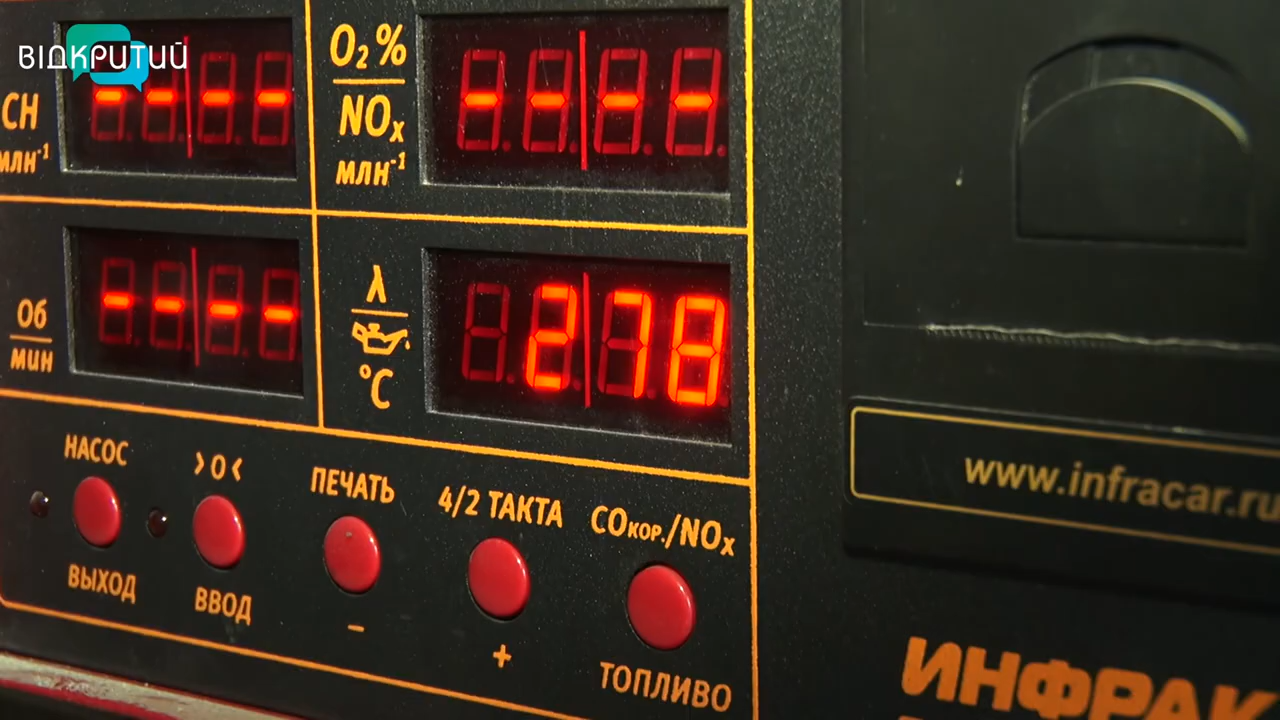 ВІДКРИТИЙ
CH
млн⁻¹
O₂%
NOₓ
млн⁻¹
- - - -
- - - -
Об
мин
- - - -
λ
°C
278
НАСОС
>0<
ПЕЧАТЬ
4/2 ТАКТА
COкор./NOₓ
ВЫХОД
ВВОД
−
+
ТОПЛИВО
www.infracar.ru
ИНФРАК